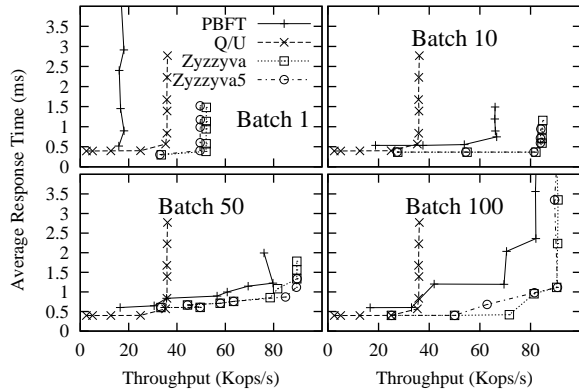 PBFT
Q/U
Zyzzyva
Zyzzyva5
Batch 1
Batch 10
Batch 50
Batch 100
Average Response Time (ms)
3.5
3
2.5
2
1.5
1
0.5
0
3.5
3
2.5
2
1.5
1
0.5
0
0 20 40 60 80
0 20 40 60 80
Throughput (Kops/s)
Throughput (Kops/s)